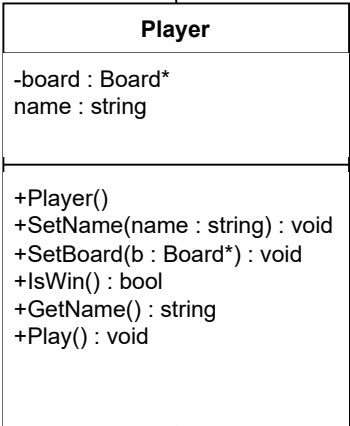 Player
-board : Board*
name : string
+Player()
+SetName(name : string) : void
+SetBoard(b : Board*) : void
+IsWin() : bool
+GetName() : string
+Play() : void